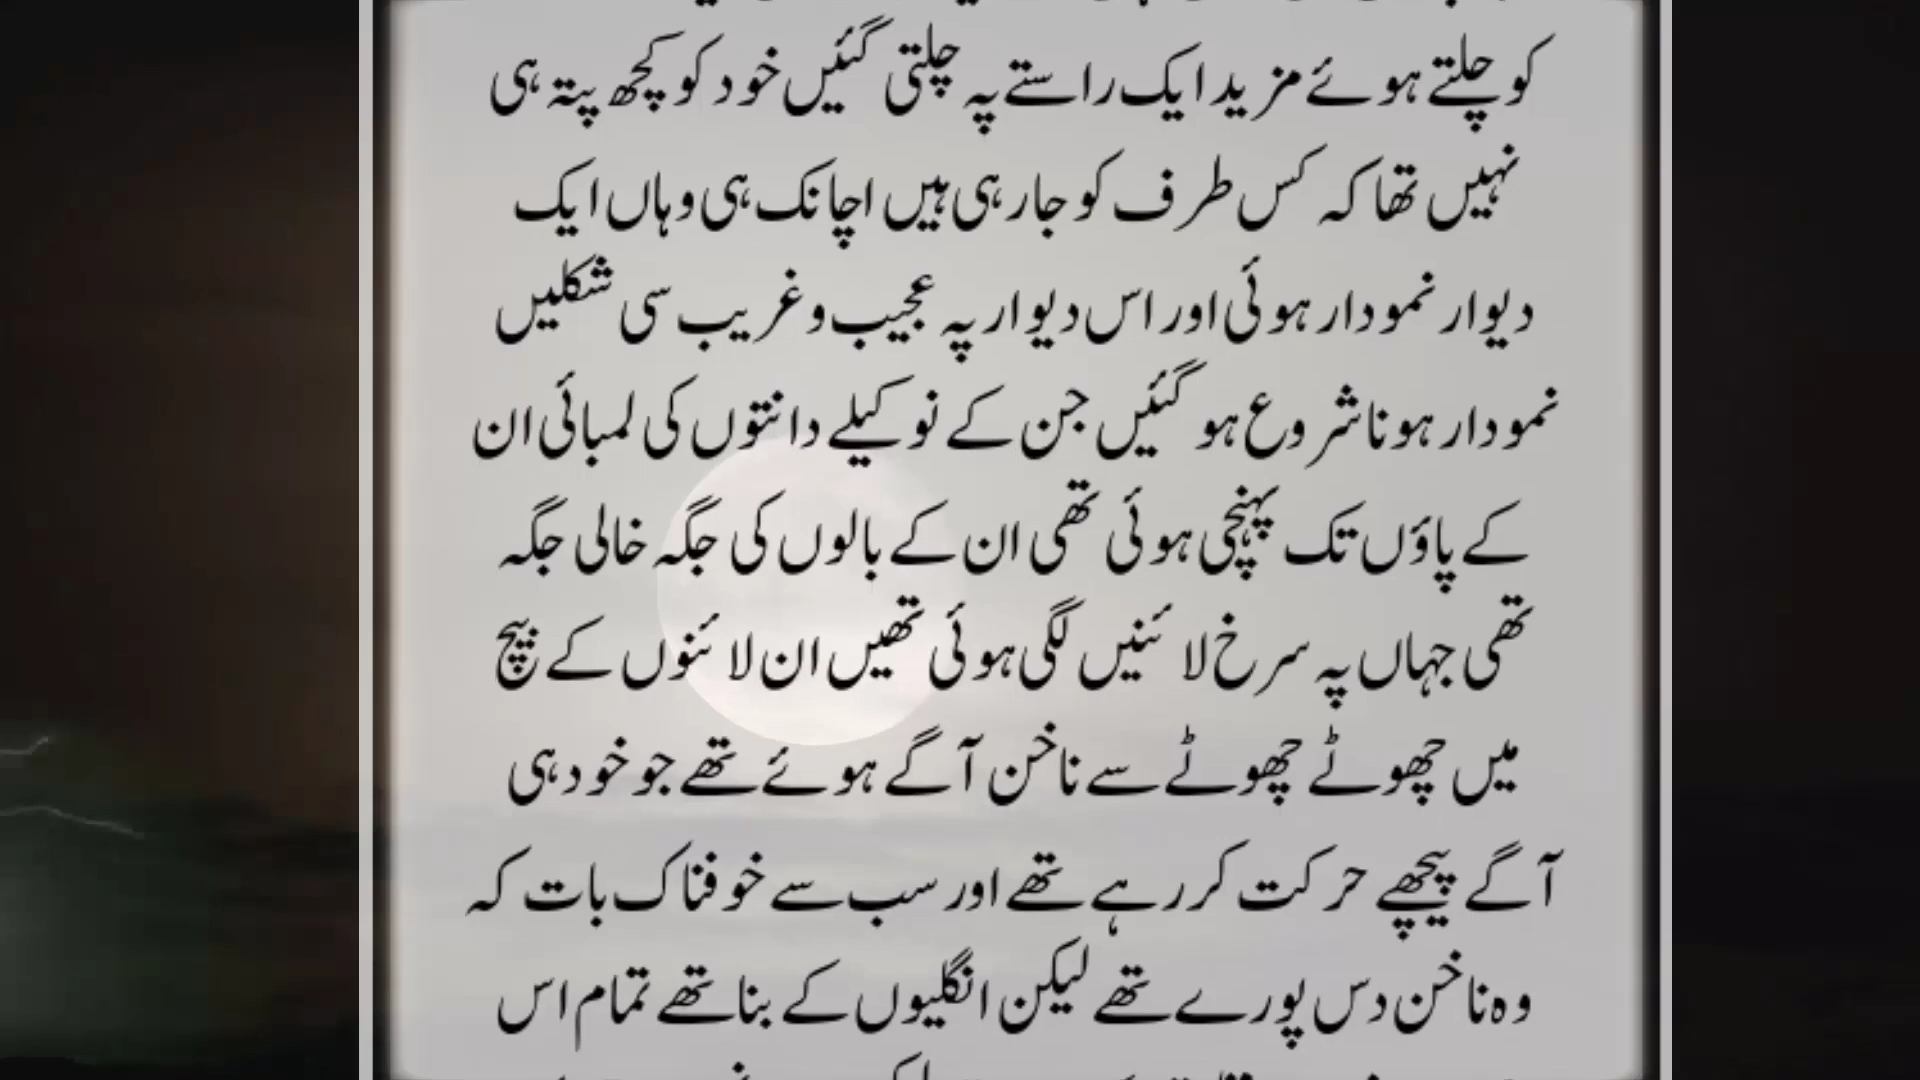 کو چلتے ہوئے مزید ایک راستے پہ چلتی گئیں خود کو کچھ پتہ ہی
نہیں تھا کہ کس طرف کو جا رہی ہیں اچانک ہی وہاں ایک
دیوار نمودار ہوئی اور اس دیوار پہ عجیب و غریب سی شکلیں
نمودار ہونا شروع ہو گئیں جن کے نوکیلے دانتوں کی لمبائی ان
کے پاؤں تک پہنچی ہوئی تھی ان کے بالوں کی جگہ خالی جگہ
تھی جہاں پہ سرخ لائنیں لگی ہوئی تھیں ان لائنوں کے بیچ
میں چھوٹے چھوٹے سے ناخن آگے ہوئے تھے جو خود ہی
آگے پیچھے حرکت کر رہے تھے اور سب سے خوفناک بات کہ
وہ ناخن دس پورے تھے لیکن انگلیوں کے بنا تھے تمام اس